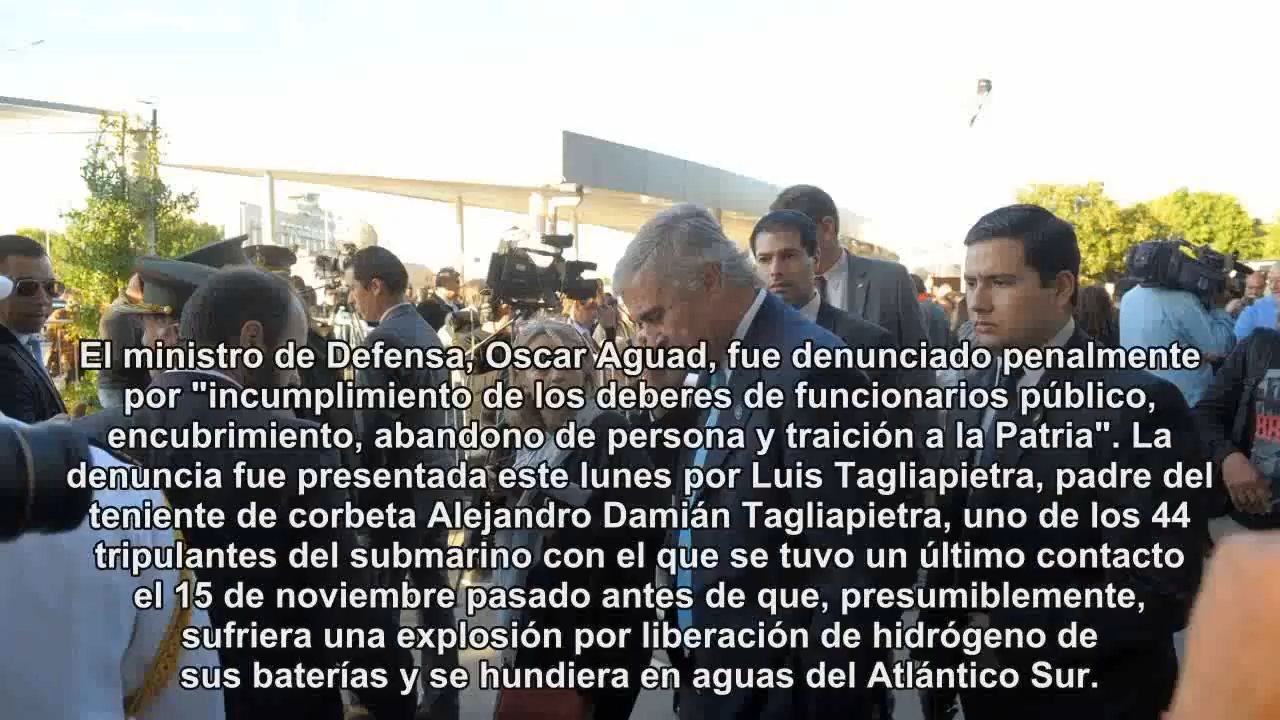 El ministro de Defensa, Oscar Aguad, fue denunciado penalmente
por "incumplimiento de los deberes de funcionarios público,
encubrimiento, abandono de persona y traición a la Patria". La
denuncia fue presentada este lunes por Luis Tagliapietra, padre del
teniente de corbeta Alejandro Damián Tagliapietra, uno de los 44
tripulantes del submarino con el que se tuvo un último contacto
el 15 de noviembre pasado antes de que, presumiblemente,
sufriera una explosión por liberación de hidrógeno de
sus baterías y se hundiera en aguas del Atlántico Sur.